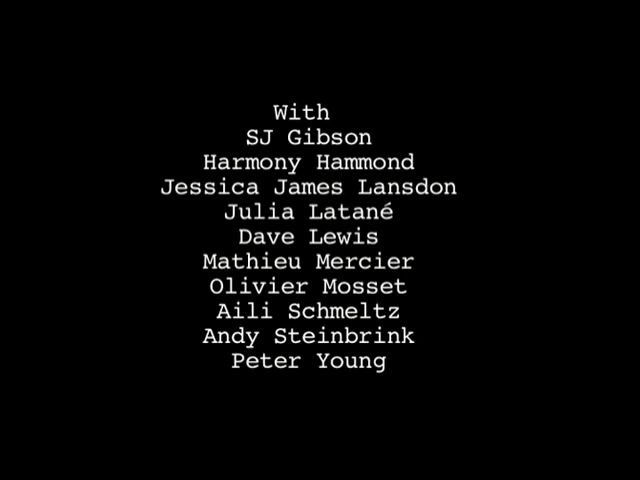 With
SJ Gibson
Harmony Hammond
Jessica James Lansdon
Julia Latané
Dave Lewis
Mathieu Mercier
Olivier Mosset
Aili Schmeltz
Andy Steinbrink
Peter Young